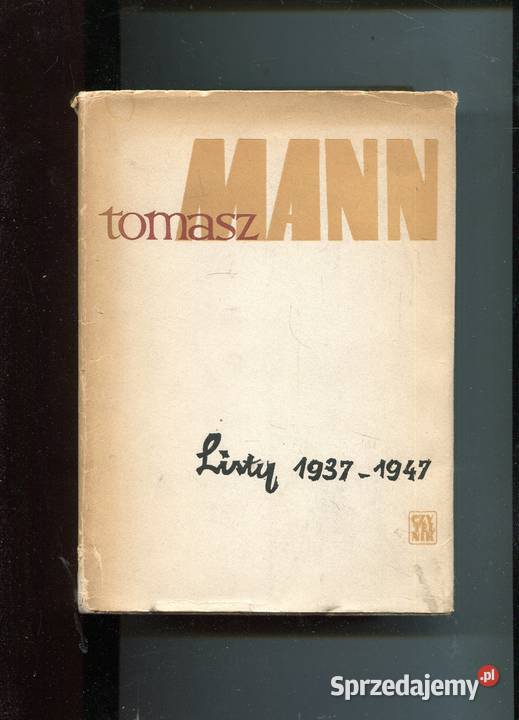 MANN
tomasz
Listy 1937-1947
CZY
TEL
NIK
Sprzedajemy.pl